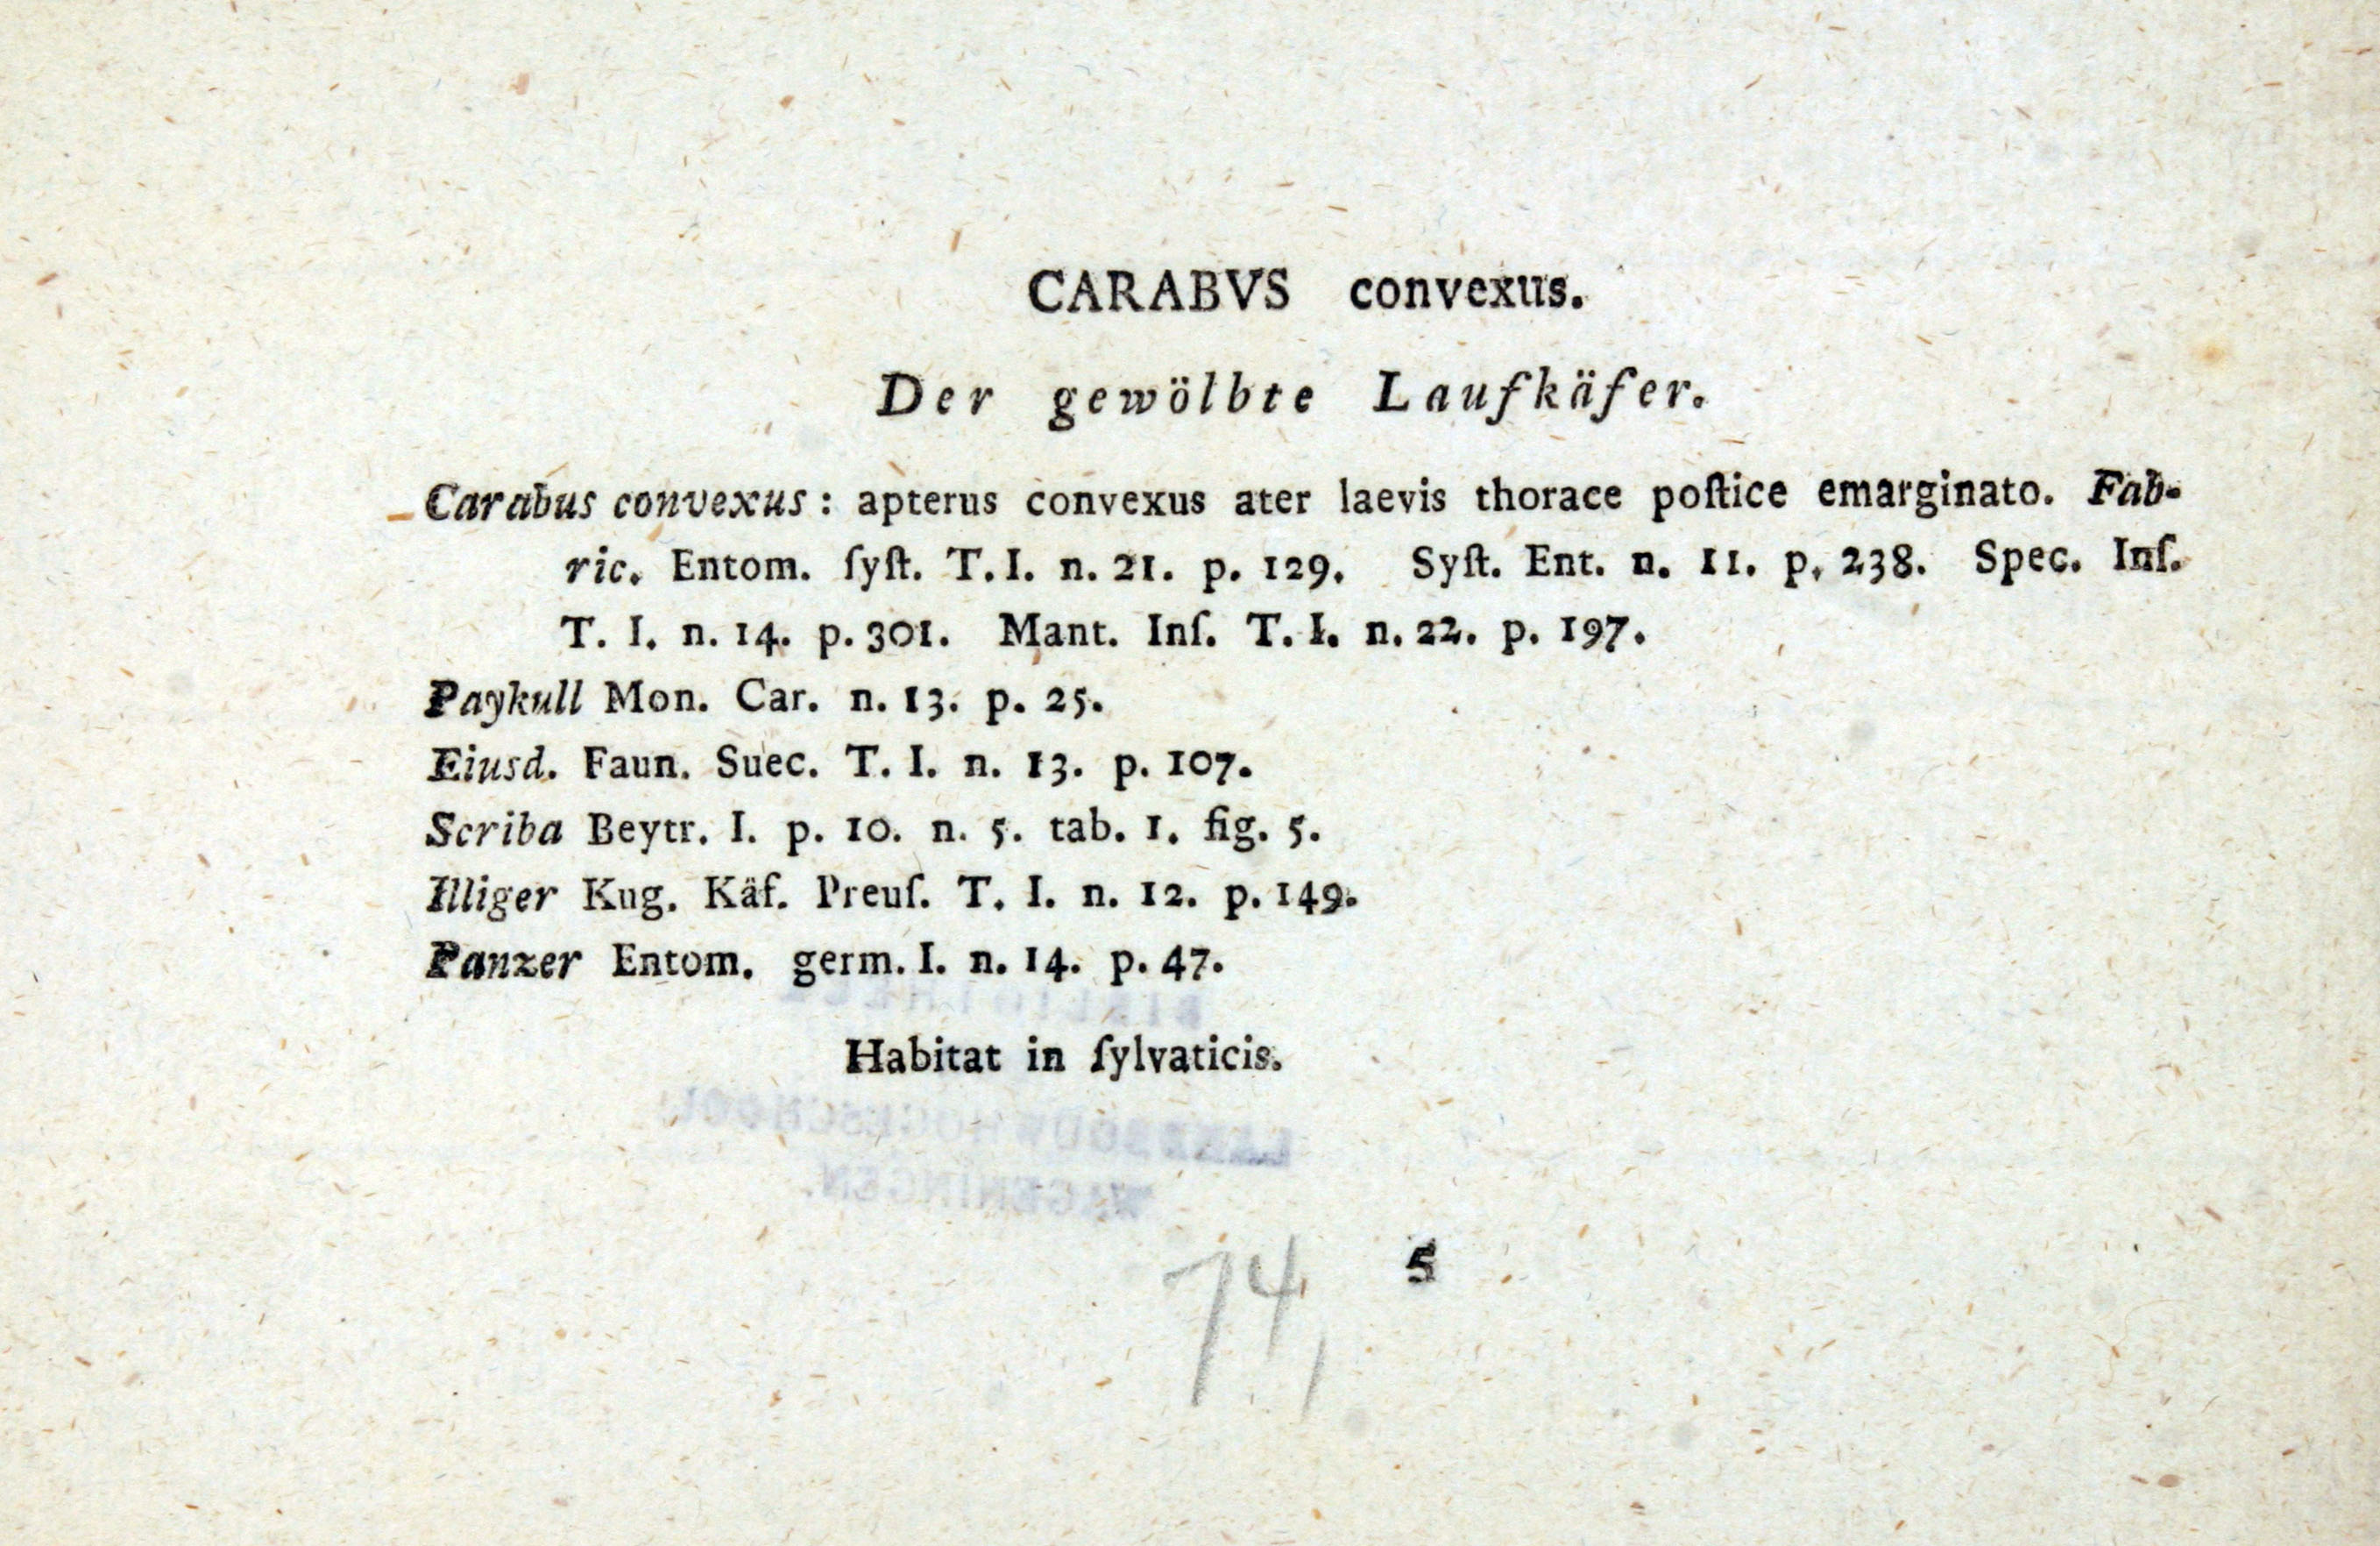 CARABVS convexus.
Der gewölbte Laufkäfer.
Carabus convexus: apterus convexus ater laevis thorace poſtice emarginato. Fab-
ric. Entom. ſyſt. T. I. n. 21. p. 129. Syſt. Ent. n. 11. p. 238. Spec. Inſ.
T. I. n. 14. p. 301. Mant. Inſ. T. I. n. 22. p. 197.
Paykull Mon. Car. n. 13. p. 25.
Eiusd. Faun. Suec. T. I. n. 13. p. 107.
Scriba Beytr. I. p. 10. n. 5. tab. 1. fig. 5.
Illiger Kug. Käf. Preuſ. T. I. n. 12. p. 149.
Panzer Entom. germ. I. n. 14. p. 47.
Habitat in ſylvaticis.
LANDBOUWHOOGESCHOOL
WAGENINGEN.
5
74,